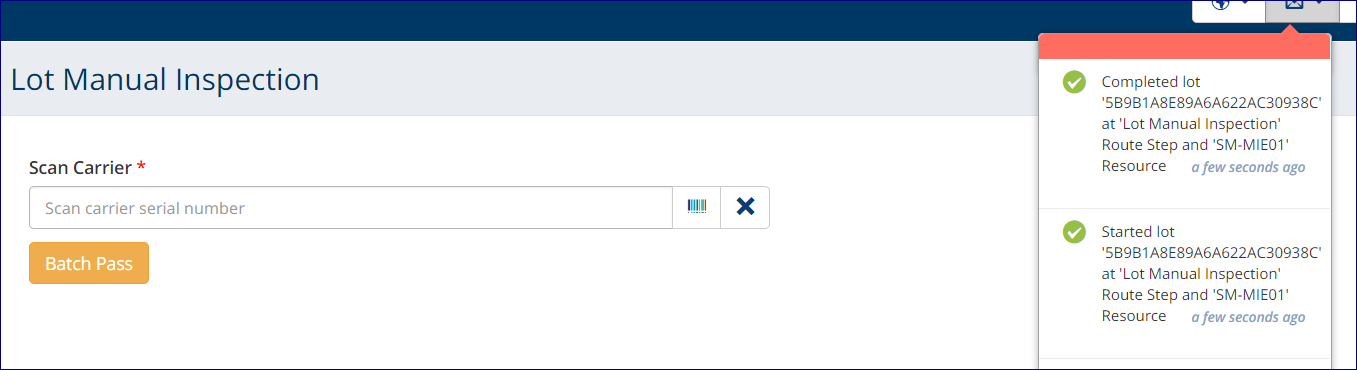 Lot Manual Inspection
Scan Carrier *
Scan carrier serial number
Batch Pass
Completed lot
'5B9B1A8E89A6A622AC30938C'
at 'Lot Manual Inspection'
Route Step and 'SM-MIE01'
Resource a few seconds ago
Started lot
'5B9B1A8E89A6A622AC30938C'
at 'Lot Manual Inspection'
Route Step and 'SM-MIE01'
Resource a few seconds ago